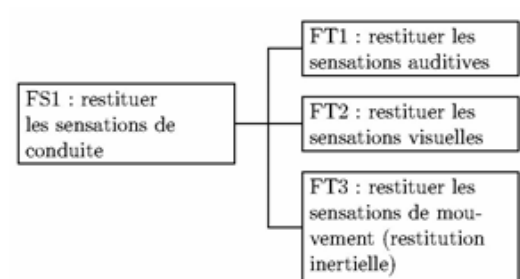 FS1 : restituer
les sensations de
conduite
FT1 : restituer les
sensations auditives
FT2 : restituer les
sensations visuelles
FT3 : restituer les
sensations de mou-
vement (restitution
inertielle)